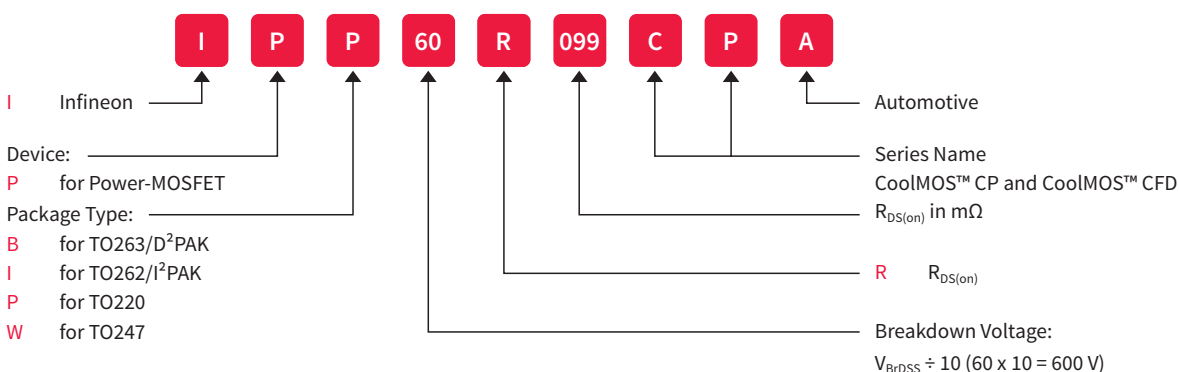 I P P 60 R 099 C P A
I Infineon
Automotive
Device:
P for Power-MOSFET
Package Type:
B for TO263/D²PAK
I for TO262/I²PAK
P for TO220
W for TO247
Series Name
CoolMOS™ CP and CoolMOS™ CFD
RDS(on) in mΩ
R RDS(on)
Breakdown Voltage:
VBrDSS ÷ 10 (60 x 10 = 600 V)